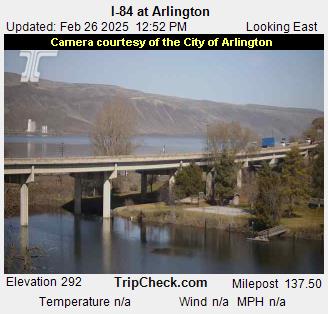 I-84 at Arlington
Updated: Feb 26 2025 12:52 PM Looking East
Camera courtesy of the City of Arlington
Elevation 292 TripCheck.com Milepost 137.50
Temperature n/a Wind n/a MPH n/a